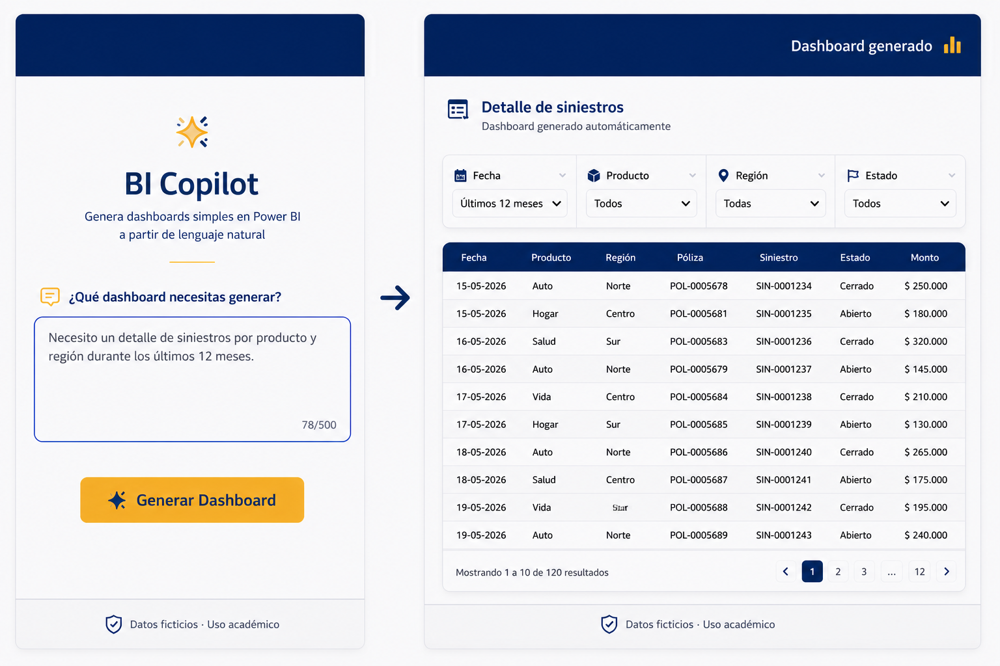 BI Copilot
Genera dashboards simples en Power BI
a partir de lenguaje natural
¿Qué dashboard necesitas generar?
Necesito un detalle de siniestros por producto y
región durante los últimos 12 meses.
78/500
Generar Dashboard
Datos ficticios · Uso académico
Dashboard generado
Detalle de siniestros
Dashboard generado automáticamente
Fecha Producto Región Estado
Últimos 12 meses Todos Todas Todos
Fecha Producto Región Póliza Siniestro Estado Monto
15-05-2026 Auto Norte POL-0005678 SIN-0001234 Cerrado $ 250.000
15-05-2026 Hogar Centro POL-0005681 SIN-0001235 Abierto $ 180.000
16-05-2026 Salud Sur POL-0005683 SIN-0001236 Cerrado $ 320.000
16-05-2026 Auto Norte POL-0005679 SIN-0001237 Abierto $ 145.000
17-05-2026 Vida Centro POL-0005684 SIN-0001238 Cerrado $ 210.000
17-05-2026 Hogar Sur POL-0005685 SIN-0001239 Abierto $ 130.000
18-05-2026 Auto Norte POL-0005686 SIN-0001240 Cerrado $ 265.000
18-05-2026 Salud Centro POL-0005687 SIN-0001241 Abierto $ 175.000
19-05-2026 Vida POL-0005688 SIN-0001242 Cerrado $ 195.000
19-05-2026 Auto Norte POL-0005689 SIN-0001243 Abierto $ 240.000
Mostrando 1 a 10 de 120 resultados
1 2 3 ... 12
Datos ficticios · Uso académico